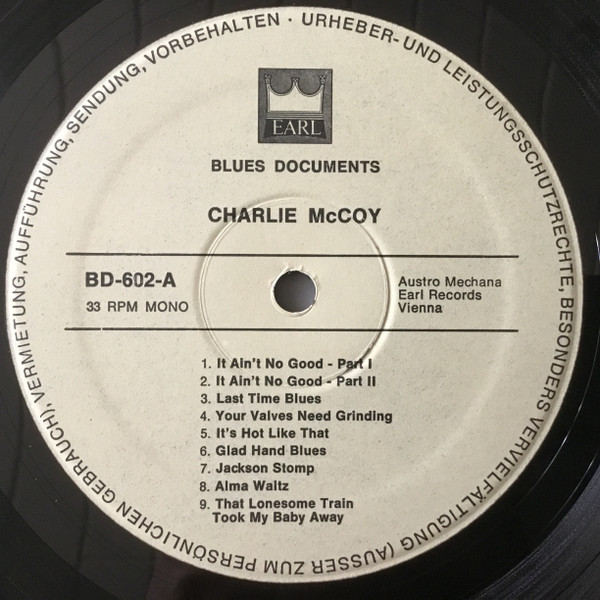 URHEBER- UND LEISTUNGSSCHUTZRECHTE, BESONDERS VERVIELFÄLTIGUNG (AUSSER ZUM PERSÖNLICHEN GEBRAUCH), VERMIETUNG, AUFFÜHRUNG, SENDUNG, VORBEHALTEN ·
EARL
BLUES DOCUMENTS
CHARLIE McCOY
BD-602-A
33 RPM MONO
Austro Mechana
Earl Records
Vienna
1. It Ain't No Good - Part I
2. It Ain't No Good - Part II
3. Last Time Blues
4. Your Valves Need Grinding
5. It's Hot Like That
6. Glad Hand Blues
7. Jackson Stomp
8. Alma Waltz
9. That Lonesome Train
Took My Baby Away